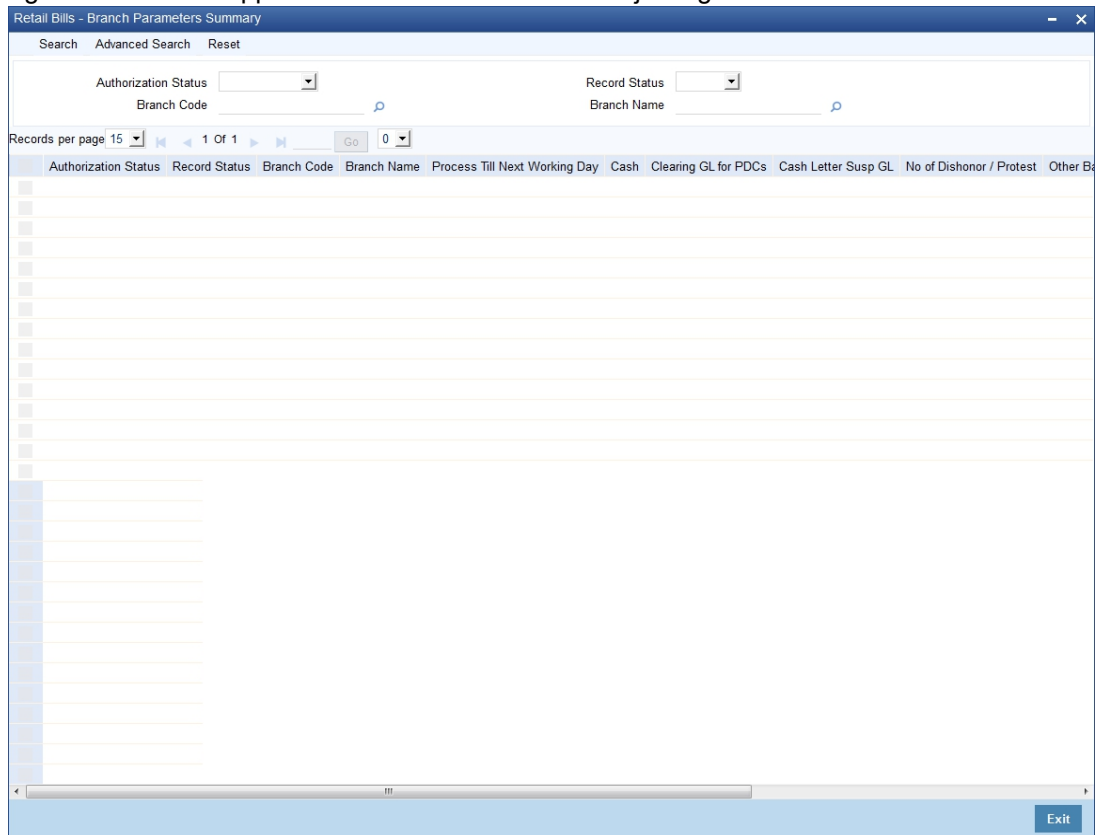 Retail Bills - Branch Parameters Summary
Search Advanced Search Reset
Authorization Status Record Status
Branch Code Branch Name
Records per page 15 1 Of 1 Go 0
Authorization Status Record Status Branch Code Branch Name Process Till Next Working Day Cash Clearing GL for PDCs Cash Letter Susp GL No of Dishonor / Protest Other Ba
Exit